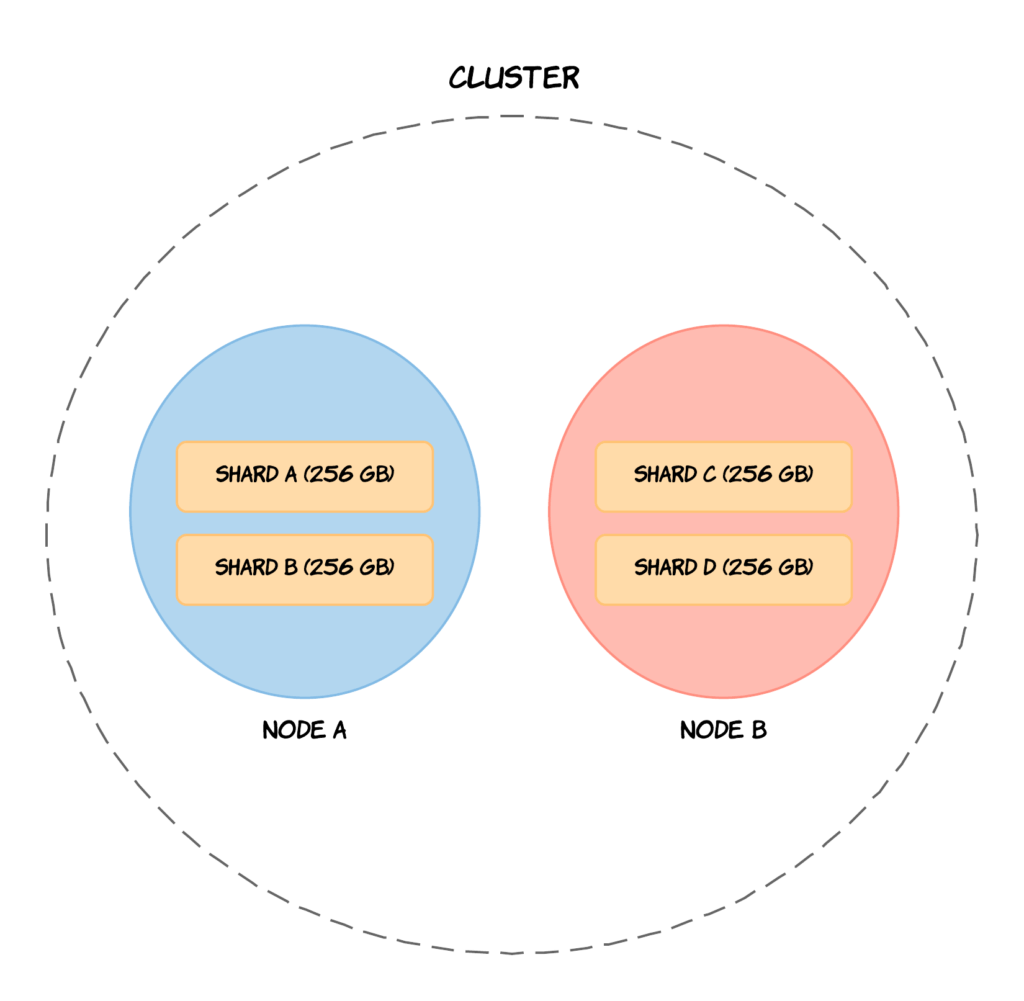 CLUSTER
SHARD A (256 GB)
SHARD B (256 GB)
NODE A
SHARD C (256 GB)
SHARD D (256 GB)
NODE B